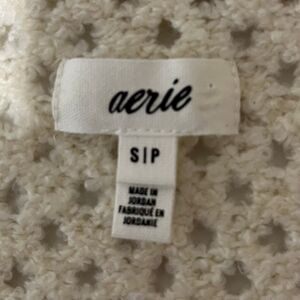 aerie
S|P
MADE IN
JORDAN
FABRIQUÉ EN
JORDANIE